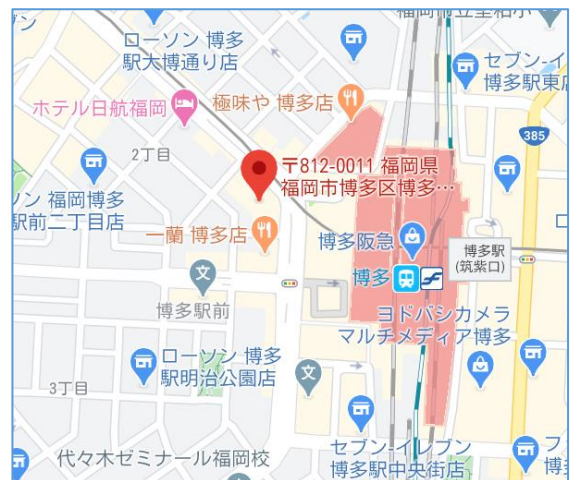 福岡市立堅粕小
ン
ローソン 博多
駅大博通り店
セブン-イ
博多駅東店
極味や 博多店
ホテル日航福岡
385
2丁目
〒812-0011 福岡県
福岡市博多区博多…
ソン 福岡博多
駅前二丁目店
一蘭 博多店
博多阪急
博多駅
(筑紫口)
ロ
文
博多
博多駅前
ヨドバシカメラ
マルチメディア博多
ローソン 博多
駅明治公園店
文
3丁目
セブン-イレブン
博多駅中央街店
代々木ゼミナール福岡校
フ
博